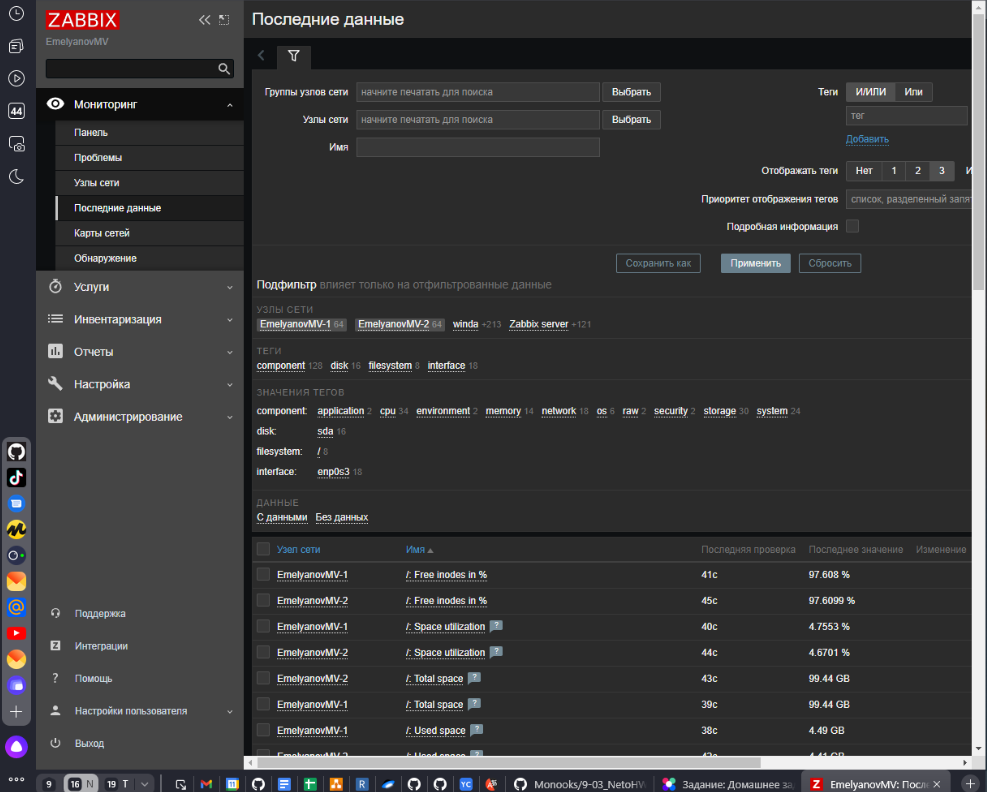 ZABBIX
EmelyanovMV
44
Мониторинг
Панель
Проблемы
Узлы сети
Последние данные
Карты сетей
Обнаружение
Услуги
Инвентаризация
Отчеты
Настройка
Администрирование
Поддержка
Z Интеграции
? Помощь
Настройки пользователя
Выход
Последние данные
Группы узлов сети начните печатать для поиска Выбрать
Узлы сети начните печатать для поиска Выбрать
Имя
Теги И/ИЛИ Или
тег
Добавить
Отображать теги Нет 1 2 3
Приоритет отображения тегов список, разделенный запят
Подробная информация
Сохранить как Применить Сбросить
Подфильтр влияет только на отфильтрованные данные
УЗЛЫ СЕТИ
EmelyanovMV-1 64 EmelyanovMV-2 64 winda +213 Zabbix server +121
ТЕГИ
component 128 disk 16 filesystem 8 interface 18
ЗНАЧЕНИЯ ТЕГОВ
component: application 2 cpu 34 environment 2 memory 14 network 18 os 6 raw 2 security 2 storage 30 system 24
disk: sda 16
filesystem: / 8
interface: enp0s3 18
ДАННЫЕ
С данными Без данных
Узел сети Имя Последняя проверка Последнее значение Изменение
EmelyanovMV-1 /: Free inodes in % 41с 97.608 %
EmelyanovMV-2 /: Free inodes in % 45с 97.6099 %
EmelyanovMV-1 /: Space utilization ? 40с 4.7553 %
EmelyanovMV-2 /: Space utilization ? 44с 4.6701 %
EmelyanovMV-2 /: Total space ? 43с 99.44 GB
EmelyanovMV-1 /: Total space ? 39с 99.44 GB
EmelyanovMV-1 /: Used space ? 38с 4.49 GB
9 16 N 19 T R YC Monooks/9-03_NetoHW Задание: Домашнее за Z EmelyanovMV: Посл